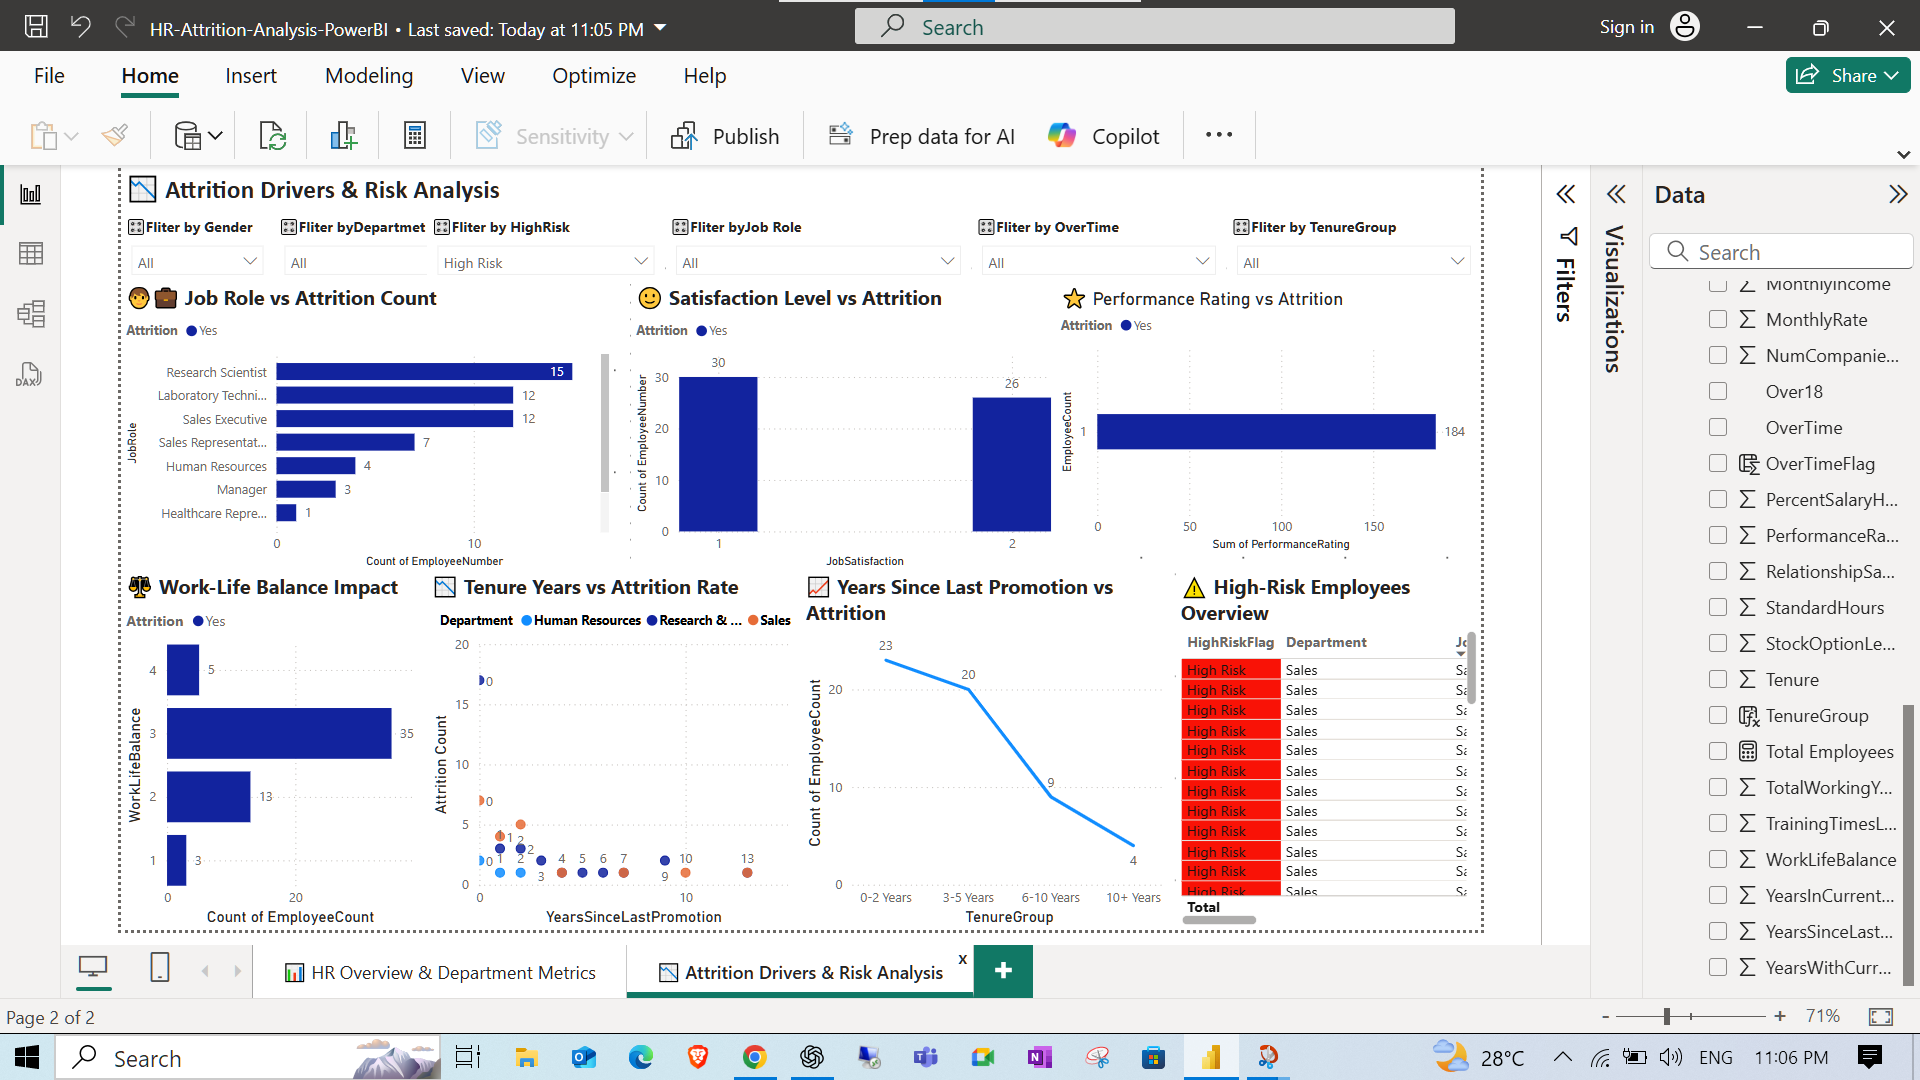 HR-Attrition-Analysis-PowerBI • Last saved: Today at 11:05 PM
Search
Sign in
File
Home
Insert
Modeling
View
Optimize
Help
Share
Sensitivity
Publish
Prep data for AI
Copilot
Attrition Drivers & Risk Analysis
Fliter by Gender
Fliter byDepartmet
Fliter by HighRisk
Fliter byJob Role
Fliter by OverTime
Fliter by TenureGroup
All
All
High Risk
All
All
All
Job Role vs Attrition Count
Attrition Yes
JobRole
Research Scientist 15
Laboratory Techni... 12
Sales Executive 12
Sales Representat... 7
Human Resources 4
Manager 3
Healthcare Repre... 1
0 10
Count of EmployeeNumber
Satisfaction Level vs Attrition
Attrition Yes
Count of EmployeeNumber
30
26
30
20
10
0
1 2
JobSatisfaction
Performance Rating vs Attrition
Attrition Yes
EmployeeCount
1 184
0 50 100 150
Sum of PerformanceRating
Work-Life Balance Impact
Attrition Yes
WorkLifeBalance
4 5
3 35
2 13
1 3
0 20
Count of EmployeeCount
Tenure Years vs Attrition Rate
Department Human Resources Research & ... Sales
Attrition Count
20
15
10
5
0
0
0
0
1
1
2
2
1 2 3 4 5 6 7 9 10 13
0 10
YearsSinceLastPromotion
Years Since Last Promotion vs
Attrition
Count of EmployeeCount
23
20
9
4
20
10
0
0-2 Years 3-5 Years 6-10 Years 10+ Years
TenureGroup
High-Risk Employees
Overview
HighRiskFlag Department Jo
High Risk Sales Sa
High Risk Sales Sa
High Risk Sales Sa
High Risk Sales Sa
High Risk Sales Sa
High Risk Sales Sa
High Risk Sales Sa
High Risk Sales Sa
High Risk Sales Sa
High Risk Sales Sa
High Risk Sales Sa
High Risk Sales Sa
Total
Filters
Visualizations
Data
Search
MonthlyIncome
MonthlyRate
NumCompanie...
Over18
OverTime
OverTimeFlag
PercentSalaryH...
PerformanceRa...
RelationshipSa...
StandardHours
StockOptionLe...
Tenure
TenureGroup
Total Employees
TotalWorkingY...
TrainingTimesL...
WorkLifeBalance
YearsInCurrent...
YearsSinceLast...
YearsWithCurr...
DAX
HR Overview & Department Metrics
Attrition Drivers & Risk Analysis
x
+
Page 2 of 2
- + 71%
Search
28°C
ENG
11:06 PM